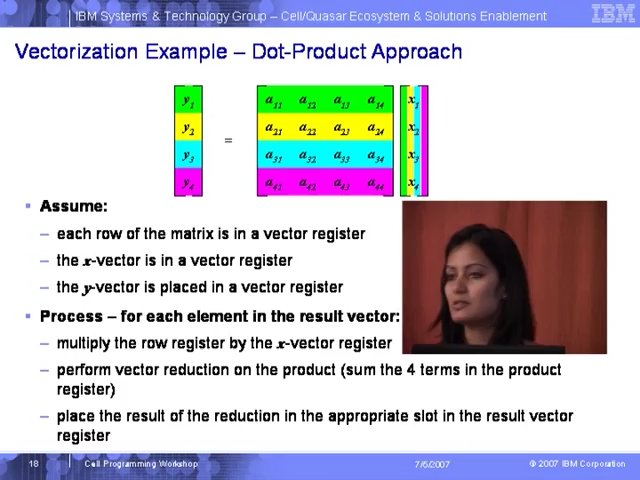 IBM Systems & Technology Group – Cell/Quasar Ecosystem & Solutions Enablement
IBM
Vectorization Example – Dot-Product Approach
y1 a11 a12 a13 a14 x1
y2 = a21 a22 a23 a24 x2
y3 a31 a32 a33 a34 x3
y4 a41 a42 a43 a44 x4
▪ Assume:
– each row of the matrix is in a vector register
– the x-vector is in a vector register
– the y-vector is placed in a vector register
▪ Process – for each element in the result vector:
– multiply the row register by the x-vector register
– perform vector reduction on the product (sum the 4 terms in the product
register)
– place the result of the reduction in the appropriate slot in the result vector
register
18 Cell Programming Workshop 7/5/2007 © 2007 IBM Corporation